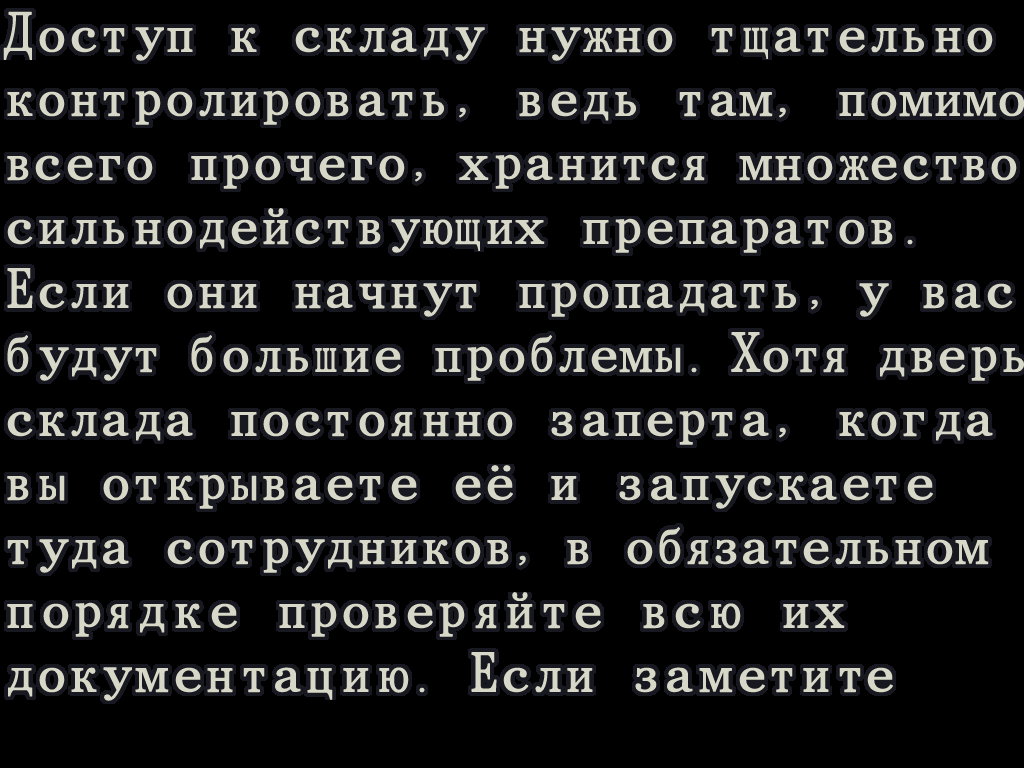 Доступ к складу нужно тщательно
контролировать, ведь там, помимо
всего прочего, хранится множество
сильнодействующих препаратов.
Если они начнут пропадать, у вас
будут большие проблемы. Хотя дверь
склада постоянно заперта, когда
вы открываете её и запускаете
туда сотрудников, в обязательном
порядке проверяйте всю их
документацию. Если заметите